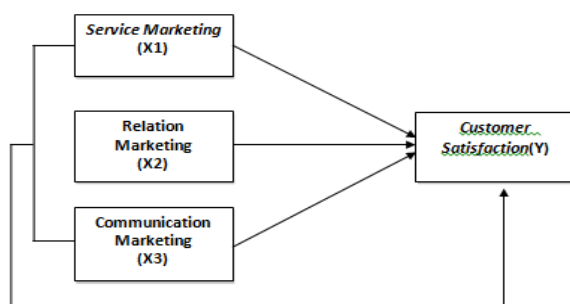 Service Marketing
(X1)
Relation
Marketing
(X2)
Customer
Satisfaction(Y)
Communication
Marketing
(X3)